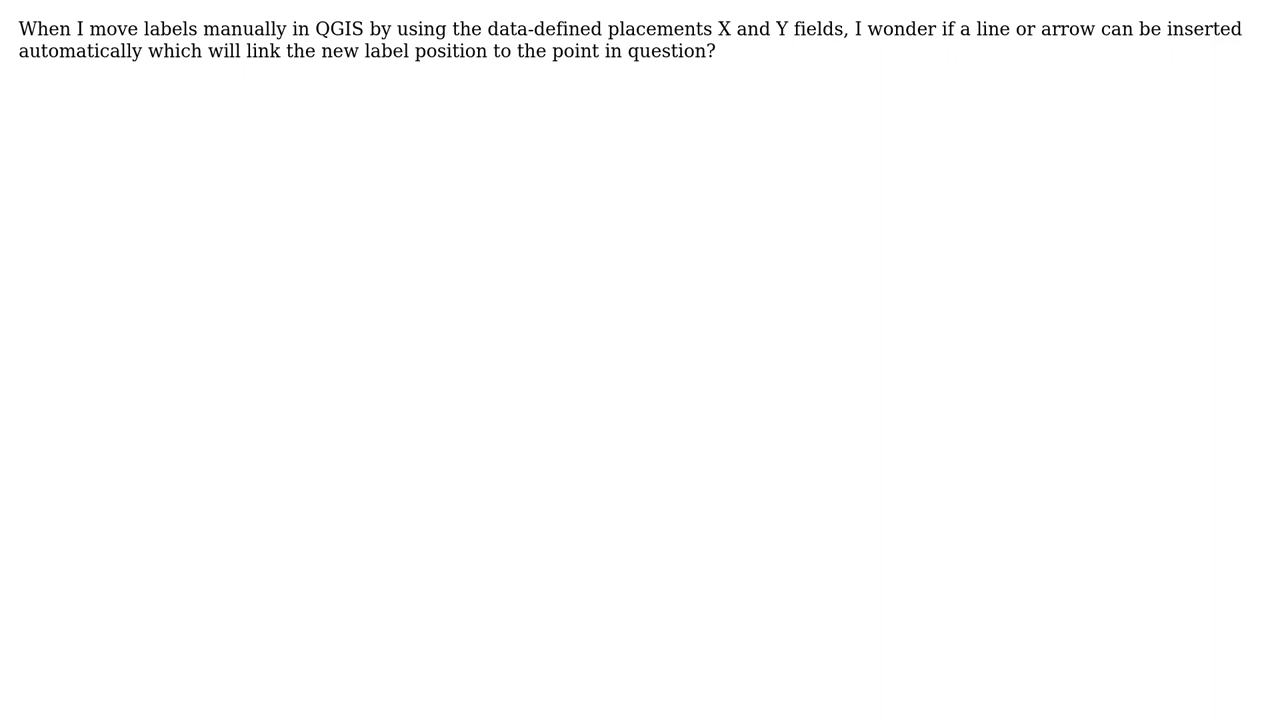 When I move labels manually in QGIS by using the data-defined placements X and Y fields, I wonder if a line or arrow can be inserted
automatically which will link the new label position to the point in question?